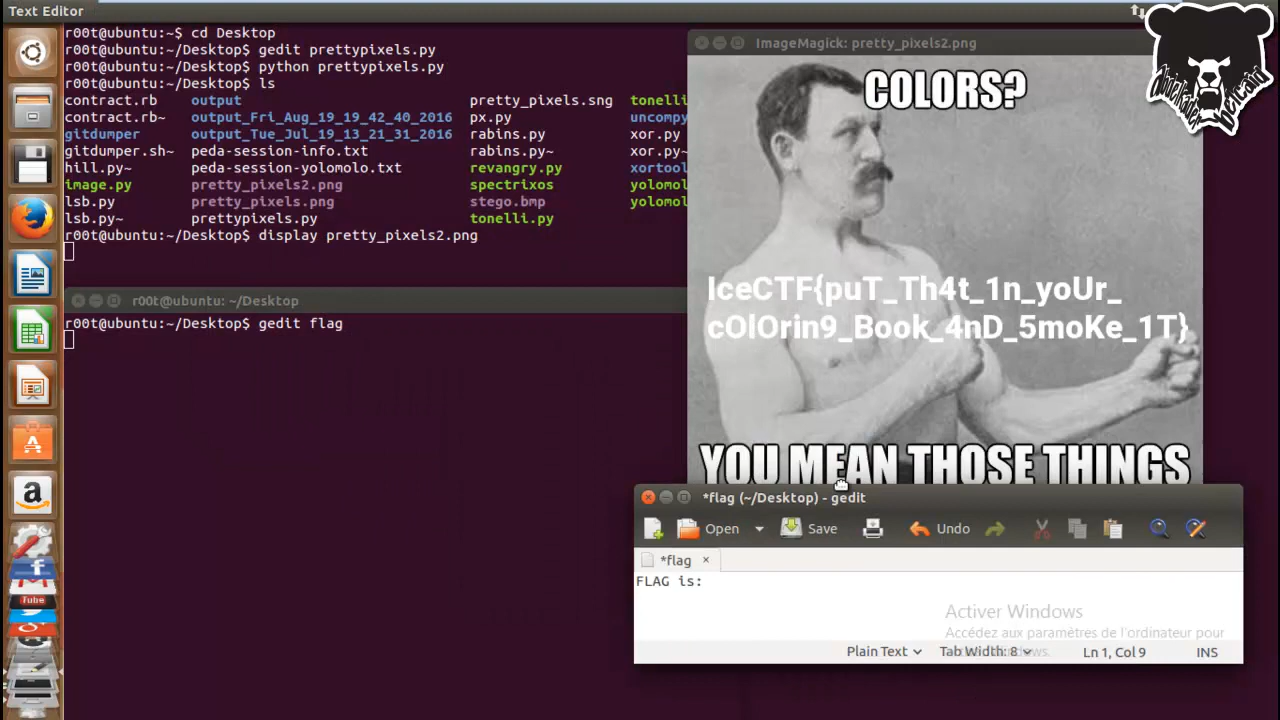 Text Editor
r00t@ubuntu:~$ cd Desktop
r00t@ubuntu:~/Desktop$ gedit prettypixels.py
r00t@ubuntu:~/Desktop$ python prettypixels.py
r00t@ubuntu:~/Desktop$ ls
contract.rb output pretty_pixels.sng tonelli
contract.rb~ output_Fri_Aug_19_19_42_40_2016 px.py uncompy
gitdumper output_Tue_Jul_19_13_21_31_2016 rabins.py xor.py
gitdumper.sh~ peda-session-info.txt rabins.py~ xor.py~
hill.py~ peda-session-yolomolo.txt revangry.py xortool
image.py pretty_pixels2.png spectrixos yolomol
lsb.py pretty_pixels.png stego.bmp yolomol
lsb.py~ prettypixels.py tonelli.py
r00t@ubuntu:~/Desktop$ display pretty_pixels2.png
r00t@ubuntu: ~/Desktop
r00t@ubuntu:~/Desktop$ gedit flag
ImageMagick: pretty_pixels2.png
COLORS?
IceCTF{puT_Th4t_1n_yoUr_
cOlOrin9_Book_4nD_5moKe_1T}
YOU MEAN THOSE THINGS
*flag (~/Desktop) - gedit
Open Save Undo
*flag ×
FLAG is:
Activer Windows
Accédez aux paramètres de l'ordinateur pour
Plain Text Tab Width: 8 Ln 1, Col 9 INS
Tube